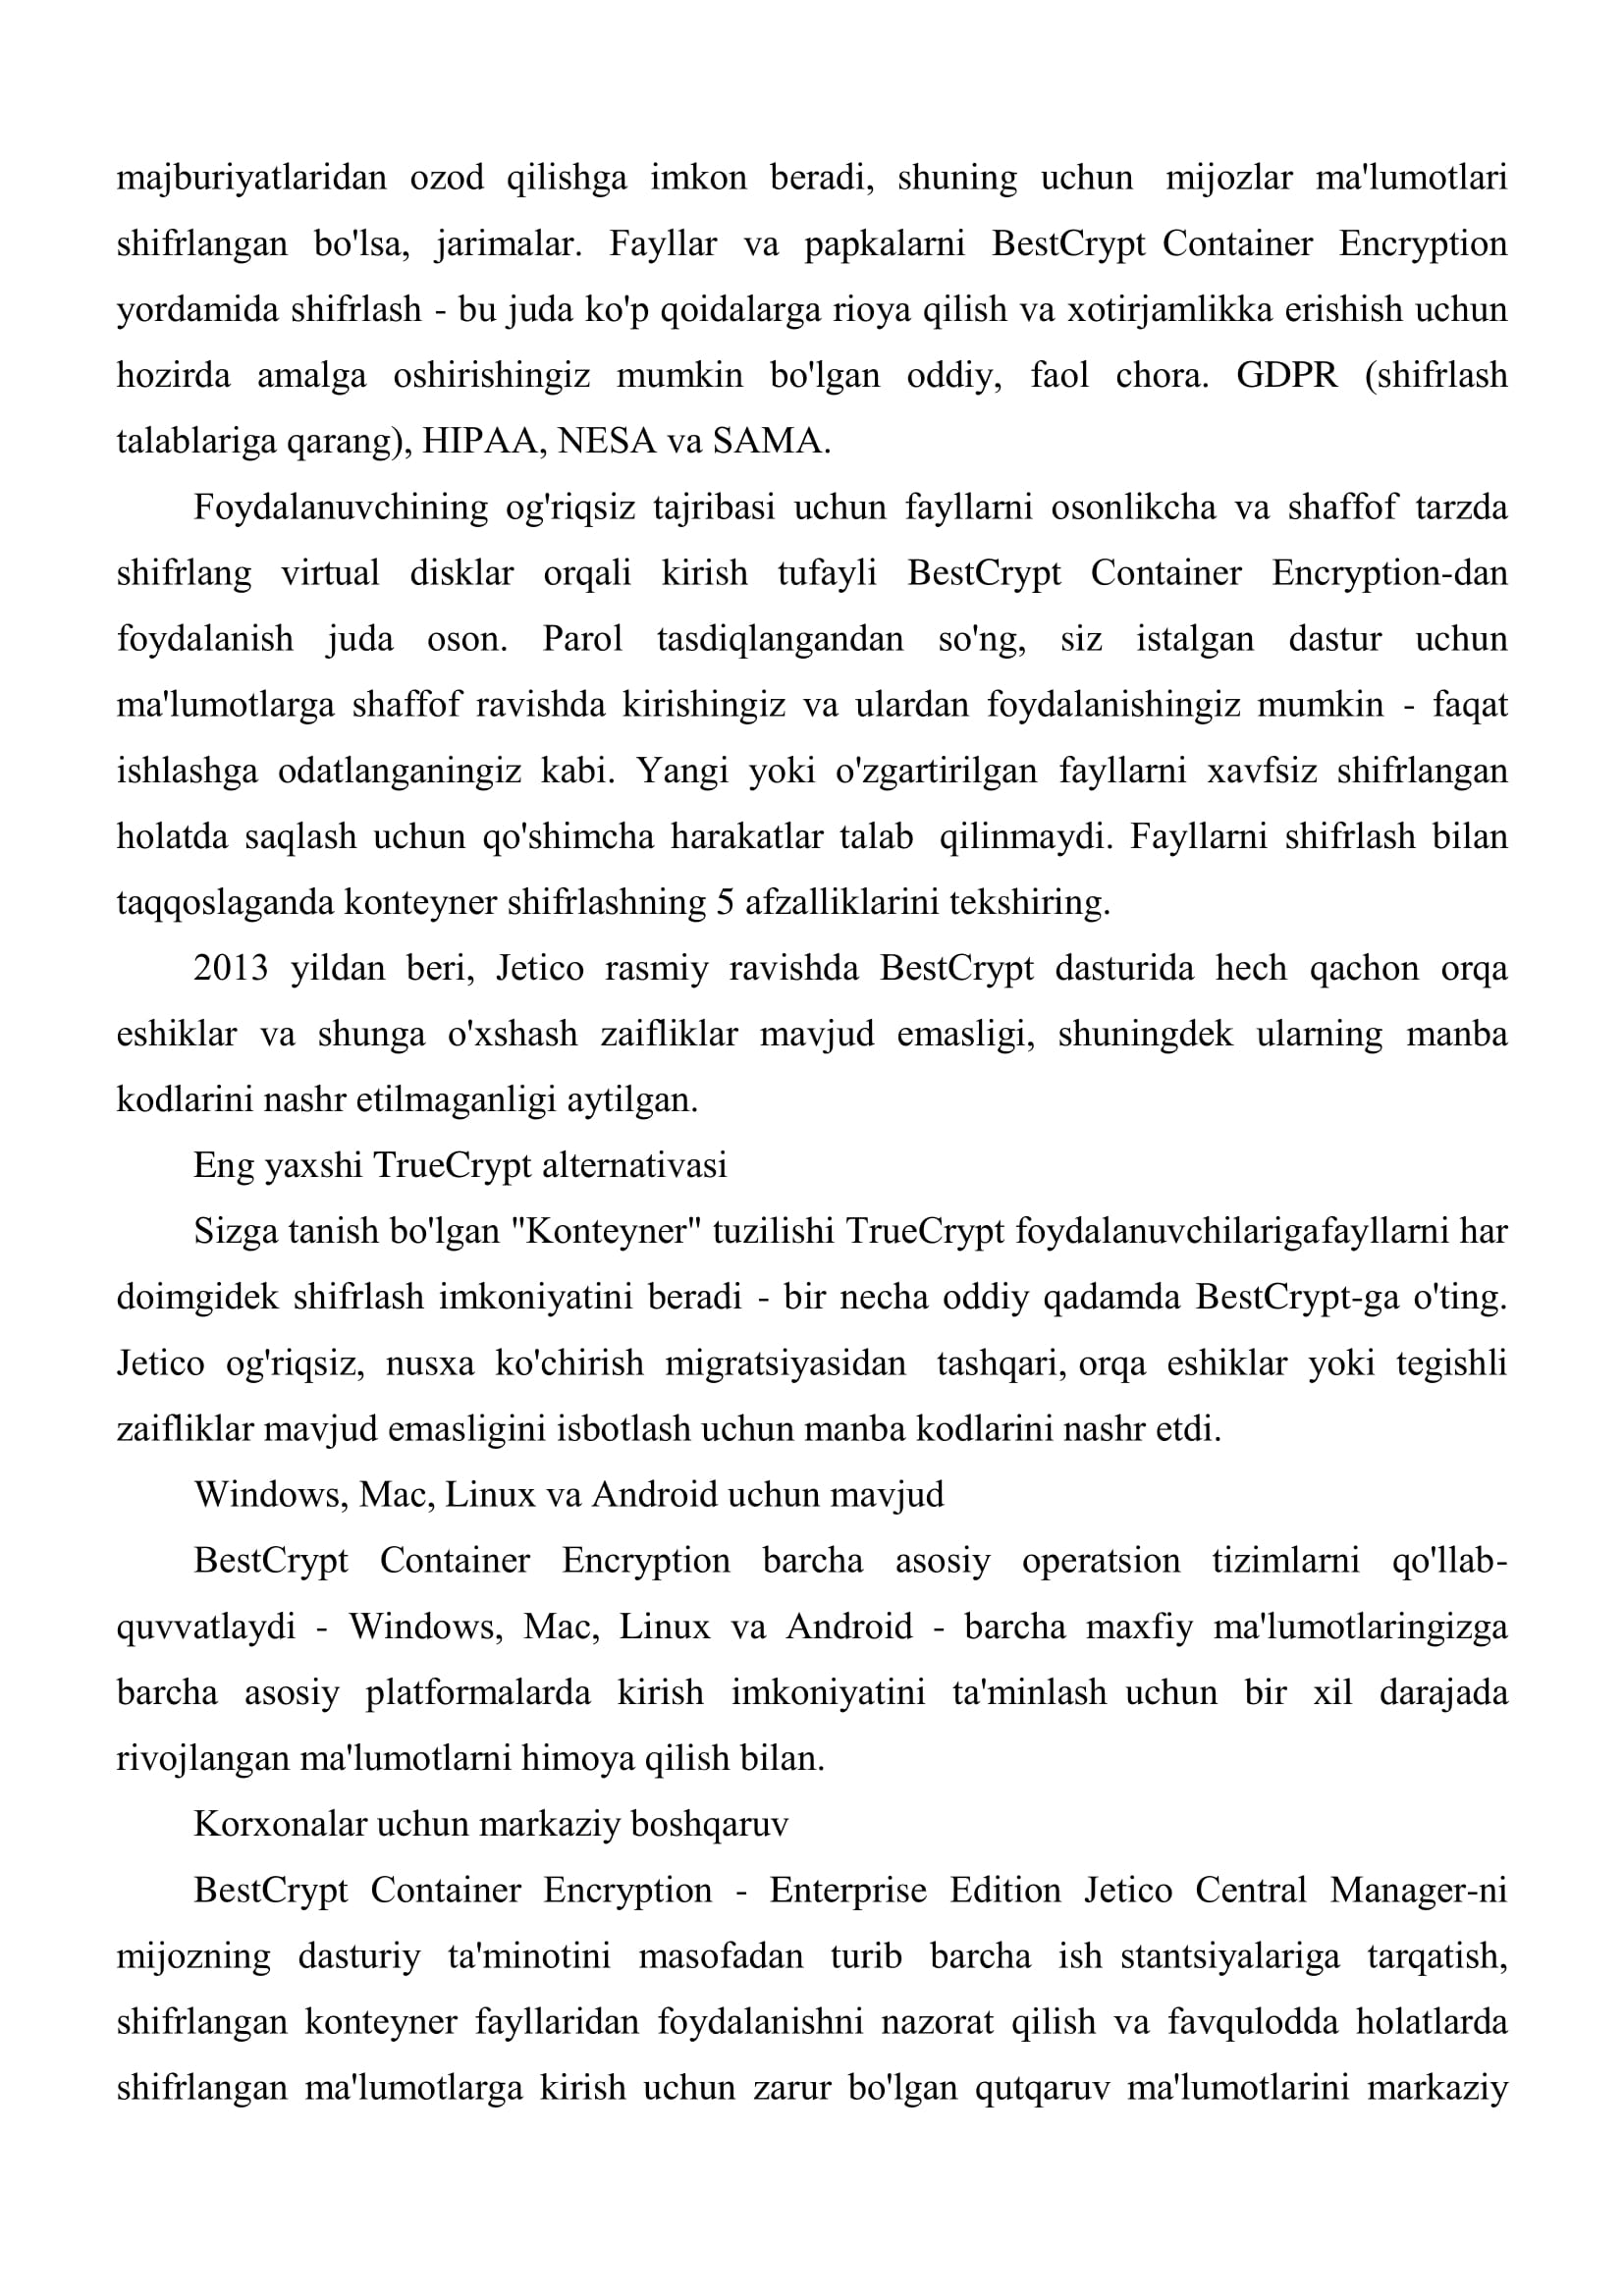 majburiyatlaridan ozod qilishga imkon beradi, shuning uchun mijozlar ma'lumotlari
shifrlangan bo'lsa, jarimalar. Fayllar va papkalarni BestCrypt Container Encryption
yordamida shifrlash - bu juda ko'p qoidalarga rioya qilish va xotirjamlikka erishish uchun
hozirda amalga oshirishingiz mumkin bo'lgan oddiy, faol chora. GDPR (shifrlash
talablariga qarang), HIPAA, NESA va SAMA.
Foydalanuvchining og'riqsiz tajribasi uchun fayllarni osonlikcha va shaffof tarzda
shifrlang virtual disklar orqali kirish tufayli BestCrypt Container Encryption-dan
foydalanish juda oson. Parol tasdiqlangandan so'ng, siz istalgan dastur uchun
ma'lumotlarga shaffof ravishda kirishingiz va ulardan foydalanishingiz mumkin - faqat
ishlashga odatlanganingiz kabi. Yangi yoki o'zgartirilgan fayllarni xavfsiz shifrlangan
holatda saqlash uchun qo'shimcha harakatlar talab qilinmaydi. Fayllarni shifrlash bilan
taqqoslaganda konteyner shifrlashning 5 afzalliklarini tekshiring.
2013 yildan beri, Jetico rasmiy ravishda BestCrypt dasturida hech qachon orqa
eshiklar va shunga o'xshash zaifliklar mavjud emasligi, shuningdek ularning manba
kodlarini nashr etilmaganligi aytilgan.
Eng yaxshi TrueCrypt alternativasi
Sizga tanish bo'lgan "Konteyner" tuzilishi TrueCrypt foydalanuvchilarigafayllarni har
doimgidek shifrlash imkoniyatini beradi - bir necha oddiy qadamda BestCrypt-ga o'ting.
Jetico og'riqsiz, nusxa ko'chirish migratsiyasidan tashqari, orqa eshiklar yoki tegishli
zaifliklar mavjud emasligini isbotlash uchun manba kodlarini nashr etdi.
Windows, Mac, Linux va Android uchun mavjud
BestCrypt Container Encryption barcha asosiy operatsion tizimlarni qo'llab-
quvvatlaydi - Windows, Mac, Linux va Android - barcha maxfiy ma'lumotlaringizga
barcha asosiy platformalarda kirish imkoniyatini ta'minlash uchun bir xil darajada
rivojlangan ma'lumotlarni himoya qilish bilan.
Korxonalar uchun markaziy boshqaruv
BestCrypt Container Encryption - Enterprise Edition Jetico Central Manager-ni
mijozning dasturiy ta'minotini masofadan turib barcha ish stantsiyalariga tarqatish,
shifrlangan konteyner fayllaridan foydalanishni nazorat qilish va favqulodda holatlarda
shifrlangan ma'lumotlarga kirish uchun zarur bo'lgan qutqaruv ma'lumotlarini markaziy